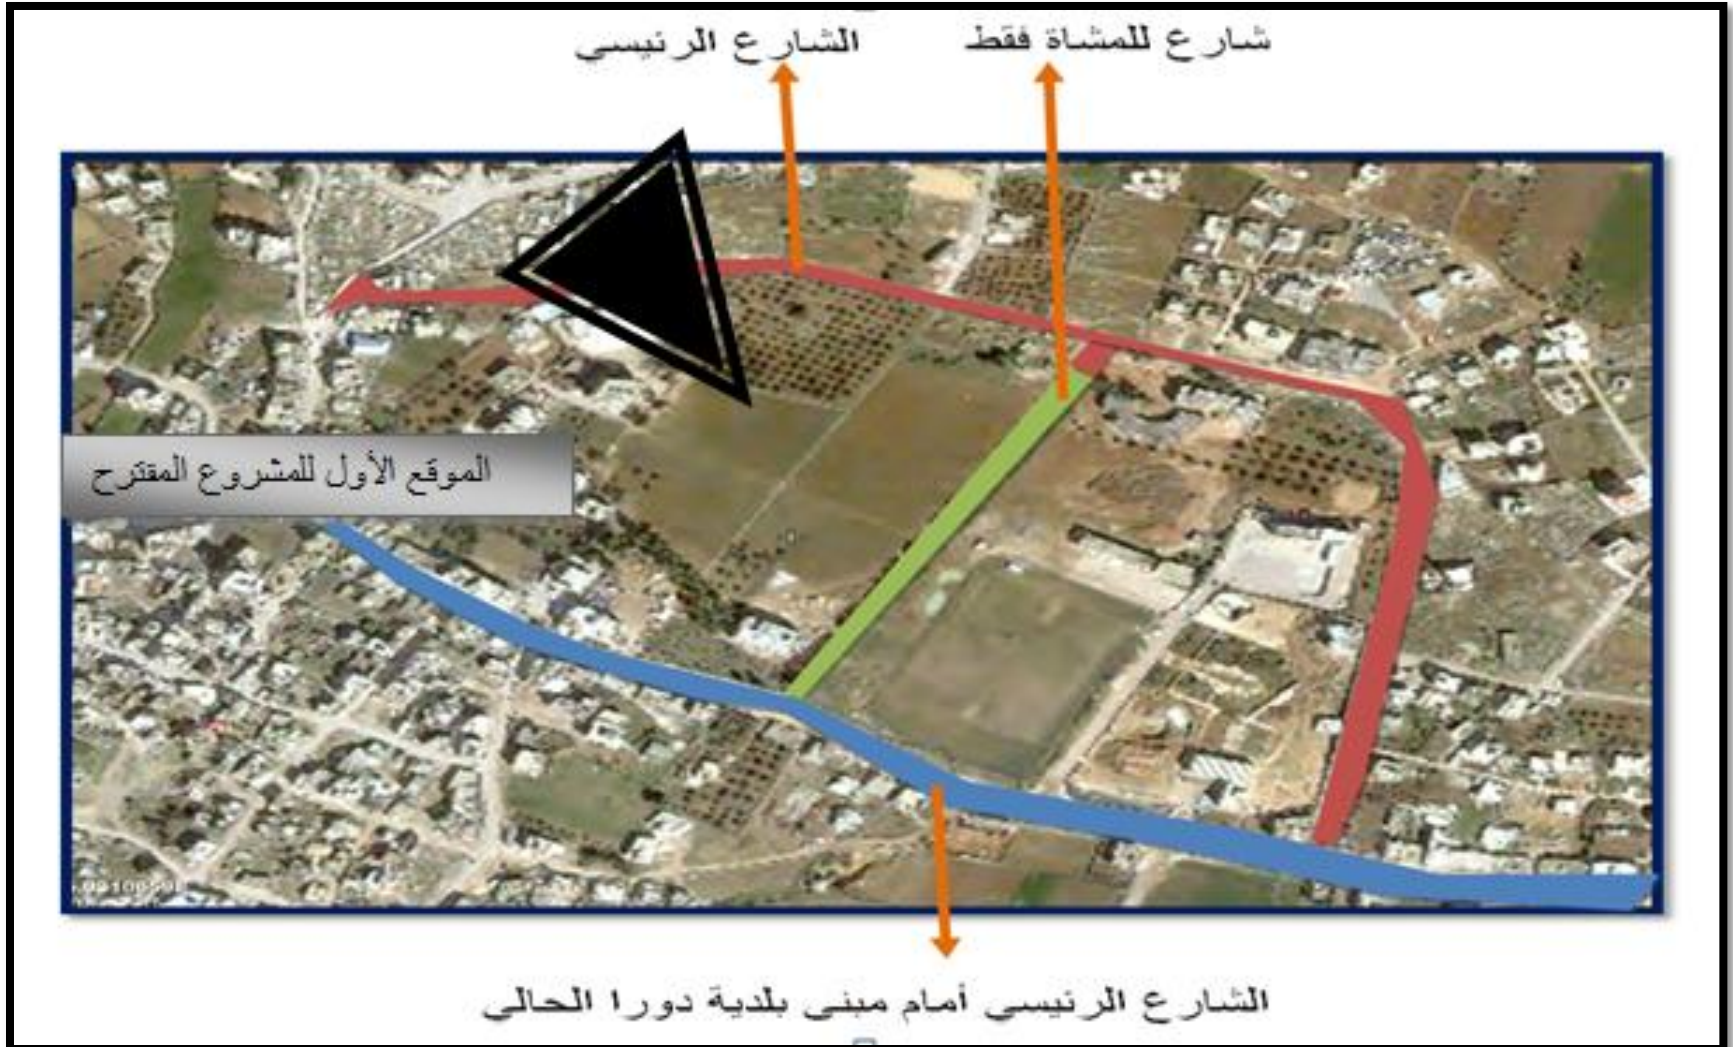 شارع للمشاة فقط
الشارع الرئيسي
الموقع الأول للمشروع المقترح
الشارع الرئيسي أمام مبنى بلدية دورا الحالي